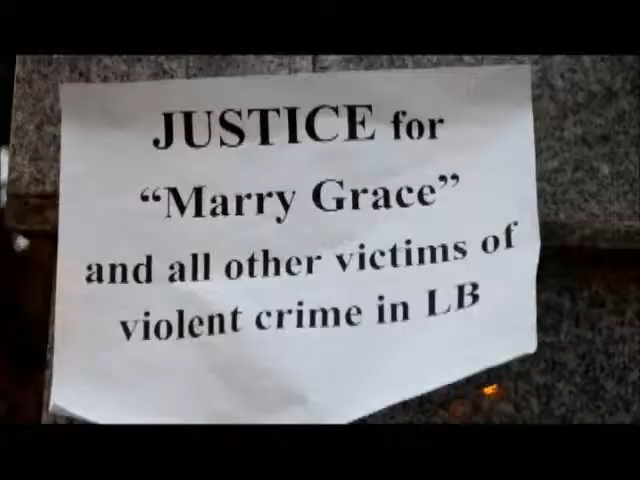 JUSTICE for
“Marry Grace”
and all other victims of
violent crime in LB